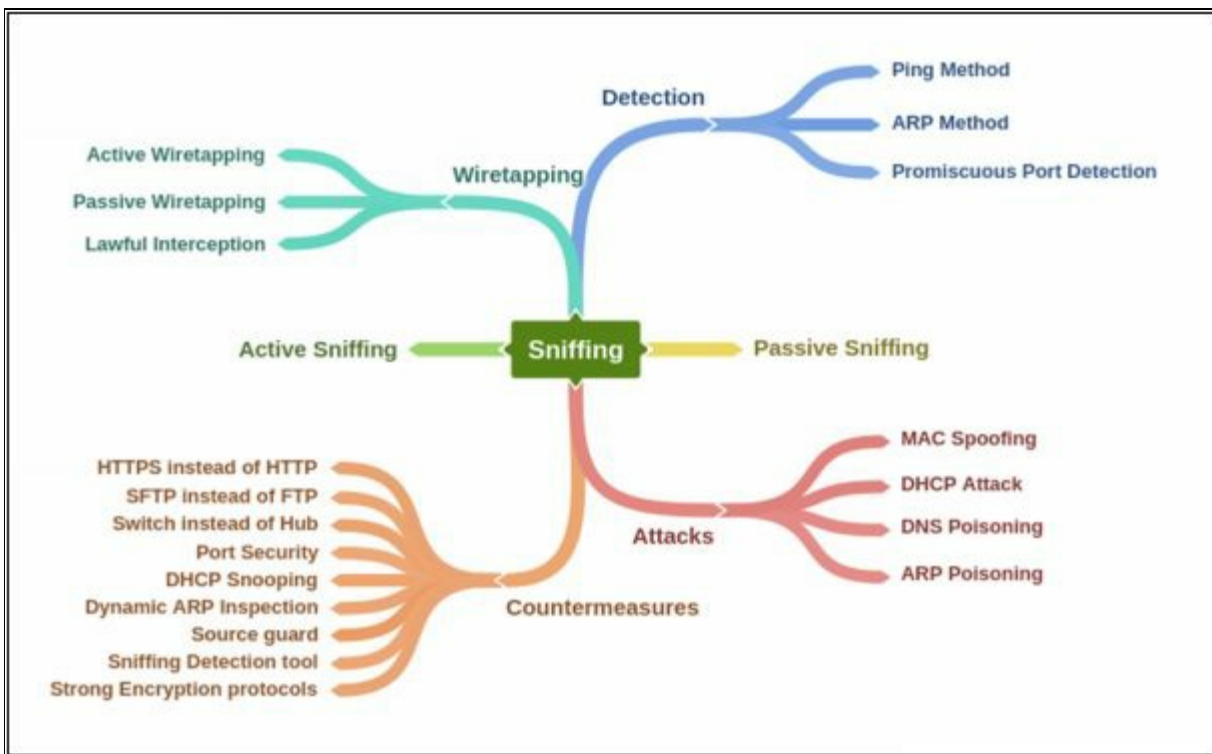 Detection
Ping Method
ARP Method
Promiscuous Port Detection
Wiretapping
Active Wiretapping
Passive Wiretapping
Lawful Interception
Active Sniffing
Sniffing
Passive Sniffing
HTTPS instead of HTTP
SFTP instead of FTP
Switch instead of Hub
Port Security
DHCP Snooping
Dynamic ARP Inspection
Source guard
Sniffing Detection tool
Strong Encryption protocols
Countermeasures
Attacks
MAC Spoofing
DHCP Attack
DNS Poisoning
ARP Poisoning